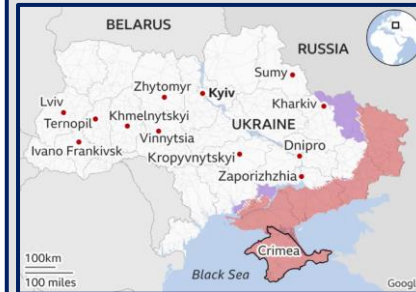 BELARUS
RUSSIA
Sumy
Zhytomyr
Kyiv
Lviv
Kharkiv
Khmelnytskyi
Ternopil
UKRAINE
Vinnytsia
Ivano Frankivsk
Kropyvnytskyi
Dnipro
Zaporizhzhia
Crimea
100km
100 miles
Black Sea
Googl